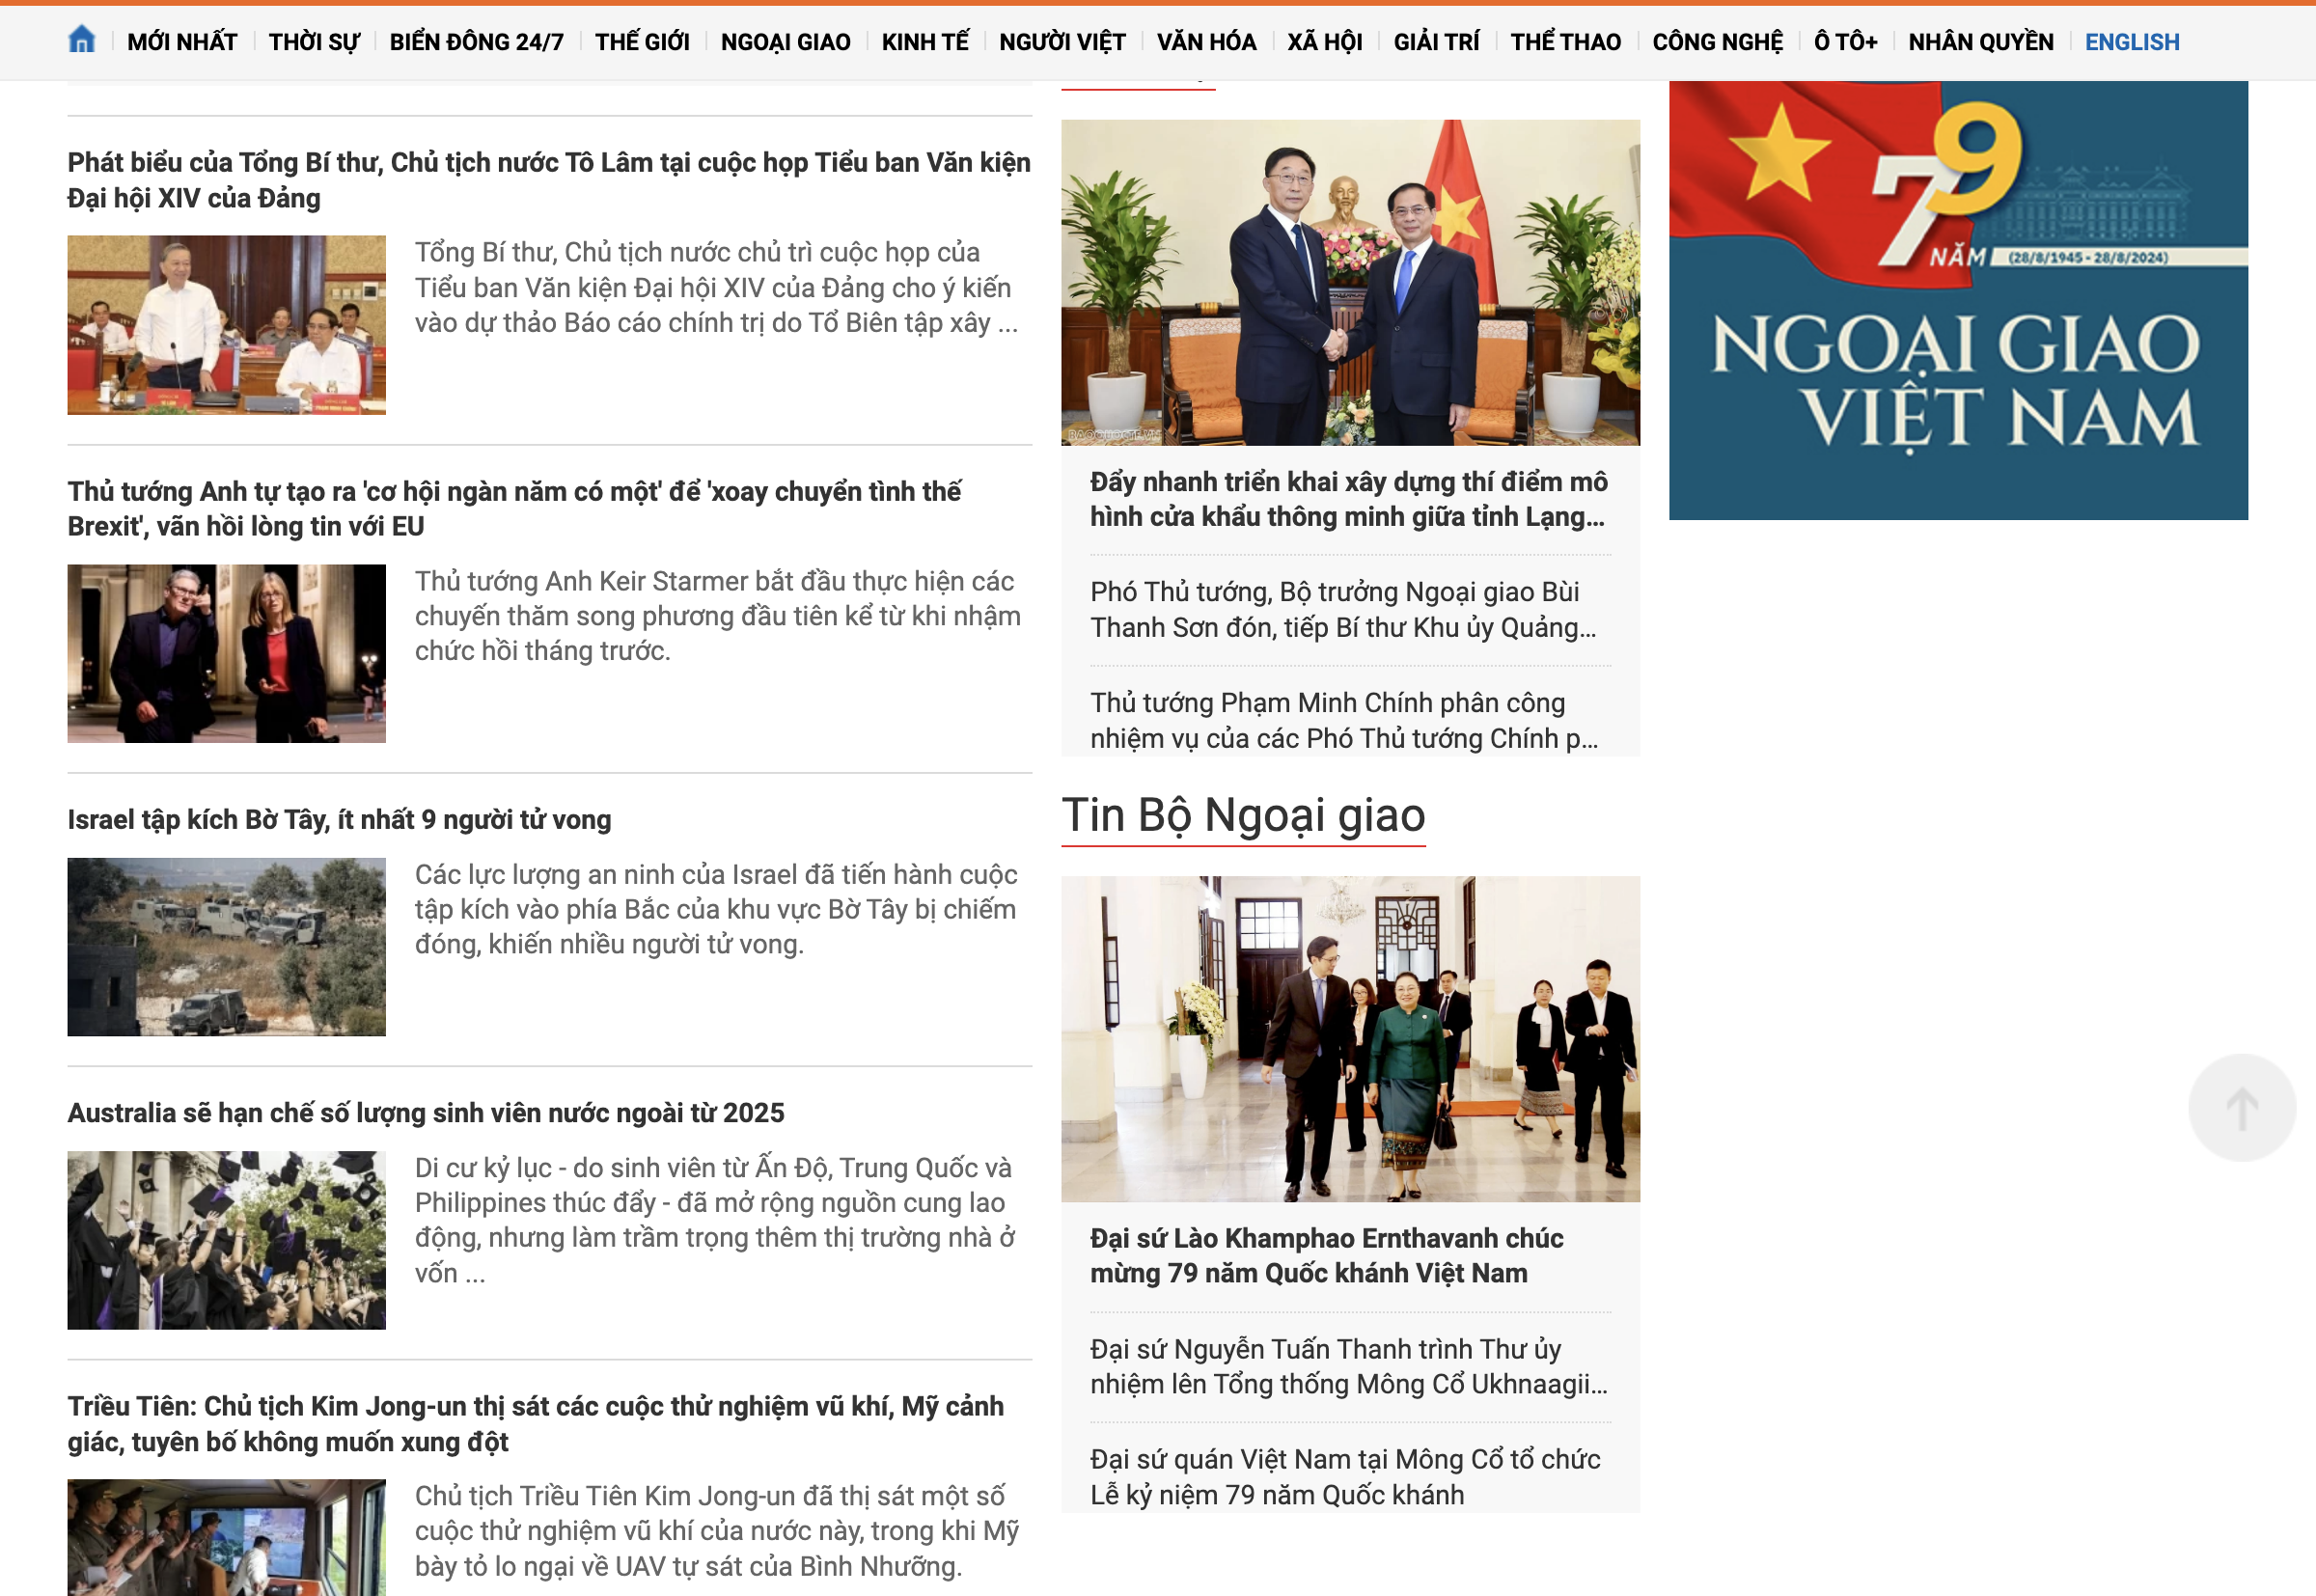 MỚI NHẤT
THỜI SỰ
BIỂN ĐÔNG 24/7
THẾ GIỚI
NGOẠI GIAO
KINH TẾ
NGƯỜI VIỆT
VĂN HÓA
XÃ HỘI
GIẢI TRÍ
THỂ THAO
CÔNG NGHỆ
Ô TÔ+
NHÂN QUYỀN
ENGLISH
Phát biểu của Tổng Bí thư, Chủ tịch nước Tô Lâm tại cuộc họp Tiểu ban Văn kiện
Đại hội XIV của Đảng
Tổng Bí thư, Chủ tịch nước chủ trì cuộc họp của
Tiểu ban Văn kiện Đại hội XIV của Đảng cho ý kiến
vào dự thảo Báo cáo chính trị do Tổ Biên tập xây ...
Thủ tướng Anh tự tạo ra 'cơ hội ngàn năm có một' để 'xoay chuyển tình thế
Brexit', vãn hồi lòng tin với EU
Thủ tướng Anh Keir Starmer bắt đầu thực hiện các
chuyến thăm song phương đầu tiên kể từ khi nhậm
chức hồi tháng trước.
Israel tập kích Bờ Tây, ít nhất 9 người tử vong
Các lực lượng an ninh của Israel đã tiến hành cuộc
tập kích vào phía Bắc của khu vực Bờ Tây bị chiếm
đóng, khiến nhiều người tử vong.
Australia sẽ hạn chế số lượng sinh viên nước ngoài từ 2025
Di cư kỷ lục - do sinh viên từ Ấn Độ, Trung Quốc và
Philippines thúc đẩy - đã mở rộng nguồn cung lao
động, nhưng làm trầm trọng thêm thị trường nhà ở
vốn ...
Triều Tiên: Chủ tịch Kim Jong-un thị sát các cuộc thử nghiệm vũ khí, Mỹ cảnh
giác, tuyên bố không muốn xung đột
Chủ tịch Triều Tiên Kim Jong-un đã thị sát một số
cuộc thử nghiệm vũ khí của nước này, trong khi Mỹ
bày tỏ lo ngại về UAV tự sát của Bình Nhưỡng.
BAOQUOCTE.VN
Đẩy nhanh triển khai xây dựng thí điểm mô
hình cửa khẩu thông minh giữa tỉnh Lạng...
Phó Thủ tướng, Bộ trưởng Ngoại giao Bùi
Thanh Sơn đón, tiếp Bí thư Khu ủy Quảng...
Thủ tướng Phạm Minh Chính phân công
nhiệm vụ của các Phó Thủ tướng Chính p...
Tin Bộ Ngoại giao
Đại sứ Lào Khamphao Ernthavanh chúc
mừng 79 năm Quốc khánh Việt Nam
Đại sứ Nguyễn Tuấn Thanh trình Thư ủy
nhiệm lên Tổng thống Mông Cổ Ukhnaagii...
Đại sứ quán Việt Nam tại Mông Cổ tổ chức
Lễ kỷ niệm 79 năm Quốc khánh
79
NĂM (28/8/1945 - 28/8/2024)
NGOẠI GIAO
VIỆT NAM